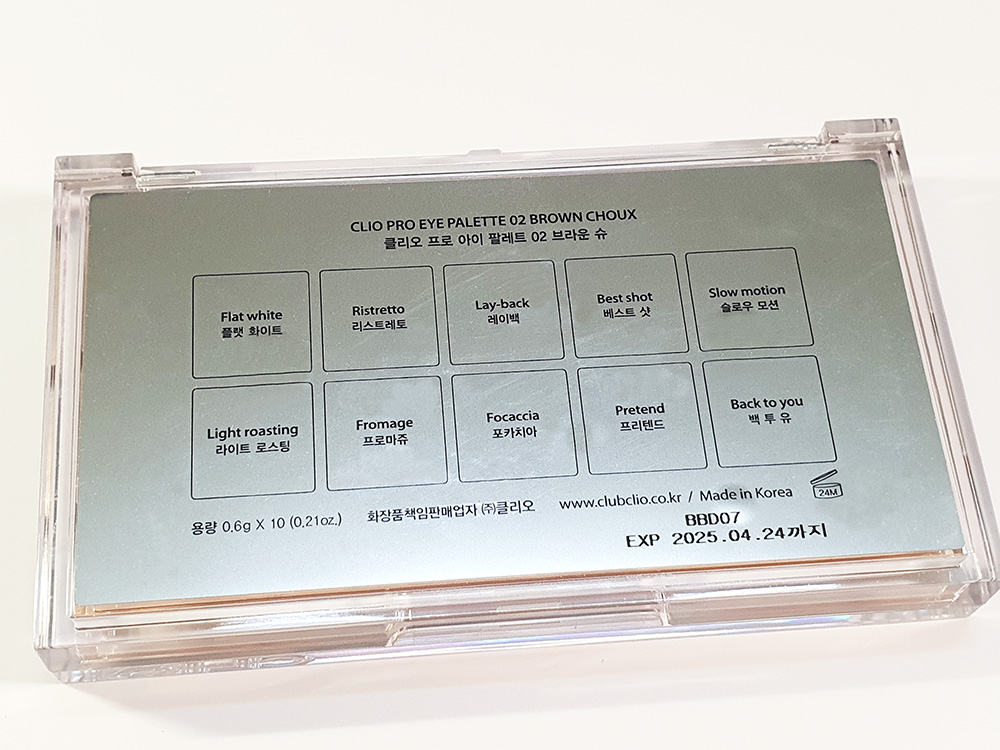 CLIO PRO EYE PALETTE 02 BROWN CHOUX
클리오 프로 아이 팔레트 02 브라운 슈
Flat white
플랫 화이트
Ristretto
리스트레토
Lay-back
레이백
Best shot
베스트 샷
Slow motion
슬로우 모션
Light roasting
라이트 로스팅
Fromage
프로마쥬
Focaccia
포카치아
Pretend
프리텐드
Back to you
백 투 유
용량 0.6g X 10 (0.21oz.)
화장품책임판매업자 ㈜클리오
www.clubclio.co.kr / Made in Korea
24M
BBD07
EXP 2025.04.24까지